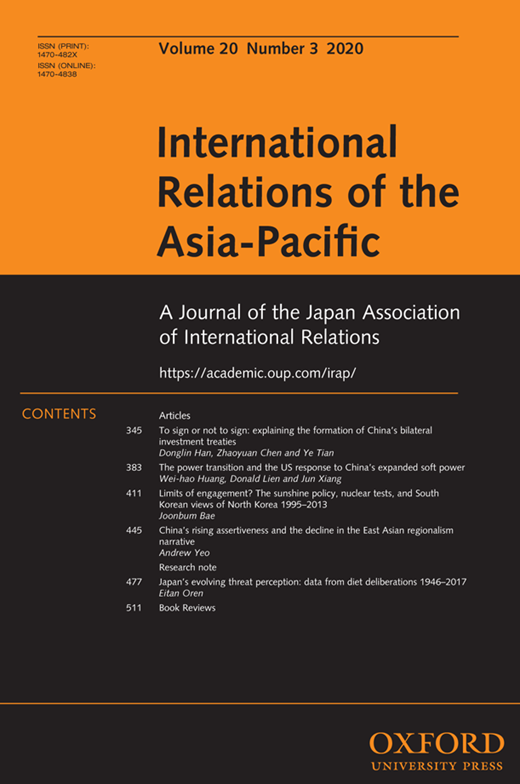 ISSN (PRINT):
1470-482X
ISSN (ONLINE):
1470-4838
Volume 20 Number 3 2020
International
Relations of the
Asia-Pacific
A Journal of the Japan Association
of International Relations
https://academic.oup.com/irap/
CONTENTS
Articles
345 To sign or not to sign: explaining the formation of China's bilateral
investment treaties
Donglin Han, Zhaoyuan Chen and Ye Tian
383 The power transition and the US response to China's expanded soft power
Wei-hao Huang, Donald Lien and Jun Xiang
411 Limits of engagement? The sunshine policy, nuclear tests, and South
Korean views of North Korea 1995–2013
Joonbum Bae
445 China's rising assertiveness and the decline in the East Asian regionalism
narrative
Andrew Yeo
Research note
477 Japan's evolving threat perception: data from diet deliberations 1946–2017
Eitan Oren
511 Book Reviews
OXFORD
UNIVERSITY PRESS